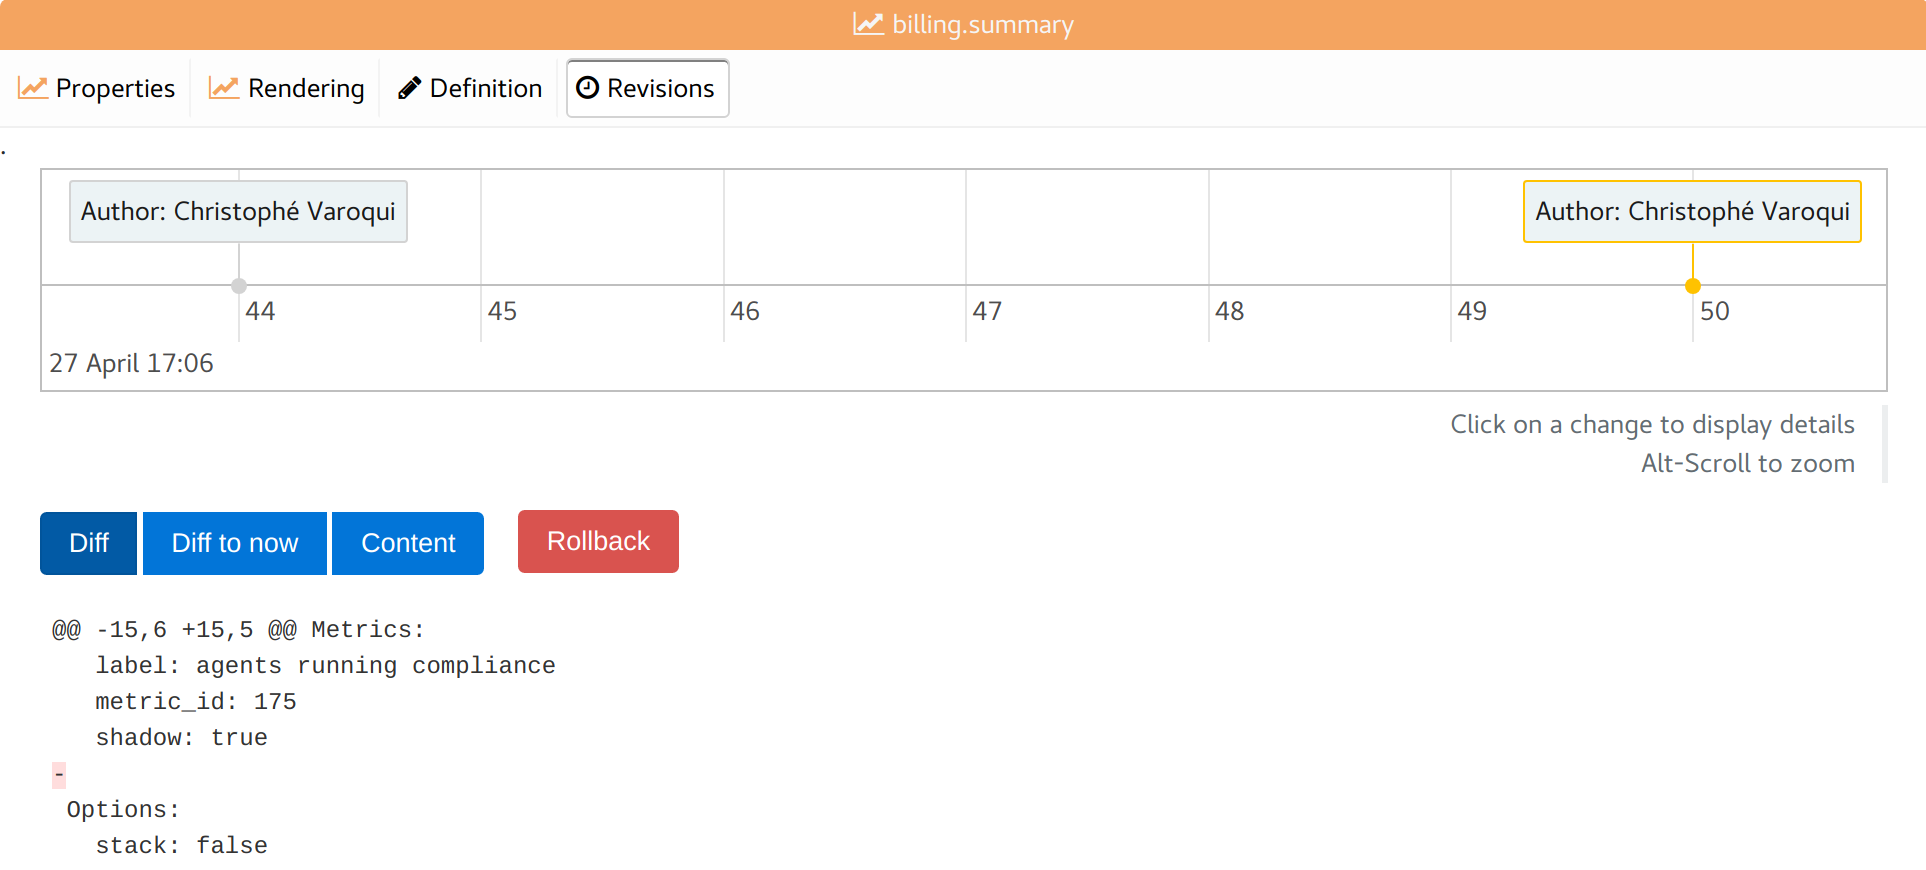 billing.summary
Properties Rendering Definition Revisions
.
Author: Christophé Varoqui Author: Christophé Varoqui
44 45 46 47 48 49 50
27 April 17:06
Click on a change to display details
Alt-Scroll to zoom
Diff Diff to now Content Rollback
@@ -15,6 +15,5 @@ Metrics:
label: agents running compliance
metric_id: 175
shadow: true
-
Options:
stack: false